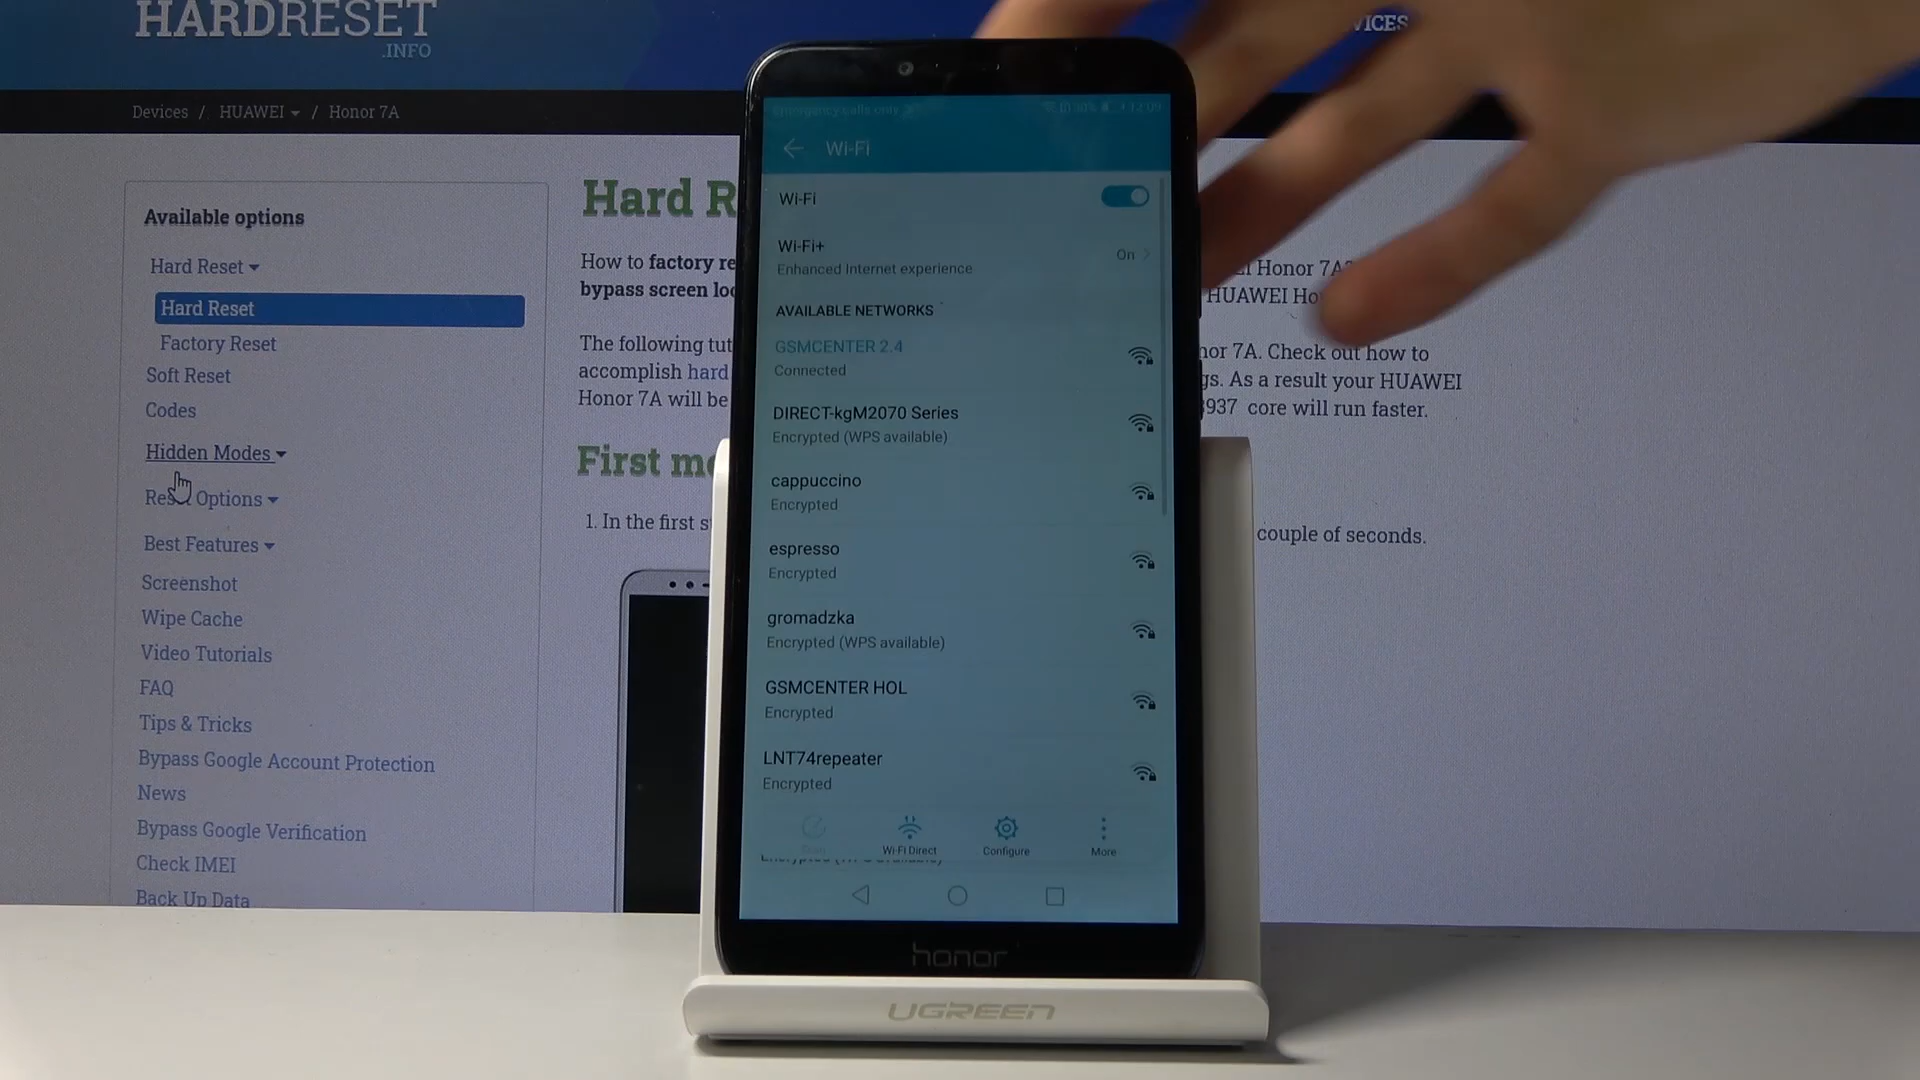 HARDRESET
.INFO
VICES
Devices / HUAWEI / Honor 7A
Available options
Hard Reset
Hard Reset
Factory Reset
Soft Reset
Codes
Hidden Modes
Options
Best Features
Screenshot
Wipe Cache
Video Tutorials
FAQ
Tips & Tricks
Bypass Google Account Protection
News
Bypass Google Verification
Check IMEI
Back Up Data
Hard R
How to factory re
bypass screen lo
The following tut
accomplish hard
Honor 7A will be
First m
1. In the first s
Honor 7A
HUAWEI Ho
nor 7A. Check out how to
gs. As a result your HUAWEI
937 core will run faster.
couple of seconds.
Emergency calls only
30% 12:09
Wi-Fi
Wi-Fi
Wi-Fi+
Enhanced Internet experience
On
AVAILABLE NETWORKS
GSMCENTER 2.4
Connected
DIRECT-kgM2070 Series
Encrypted (WPS available)
cappuccino
Encrypted
espresso
Encrypted
gromadzka
Encrypted (WPS available)
GSMCENTER HOL
Encrypted
LNT74repeater
Encrypted
Wi-Fi Direct
Configure
More
honor
UGREEN